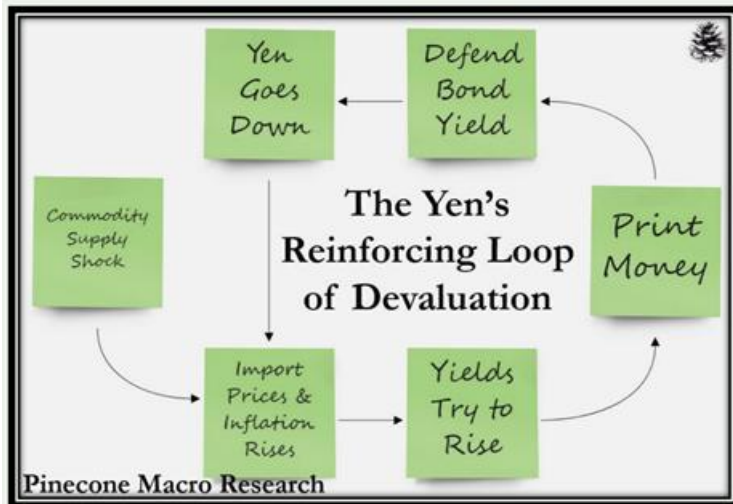 Yen
Goes
Down
Defend
Bond
Yield
Commodity
Supply
Shock
The Yen's
Reinforcing Loop
of Devaluation
Print
Money
Import
Prices &
Inflation
Rises
Yields
Try to
Rise
Pinecone Macro Research